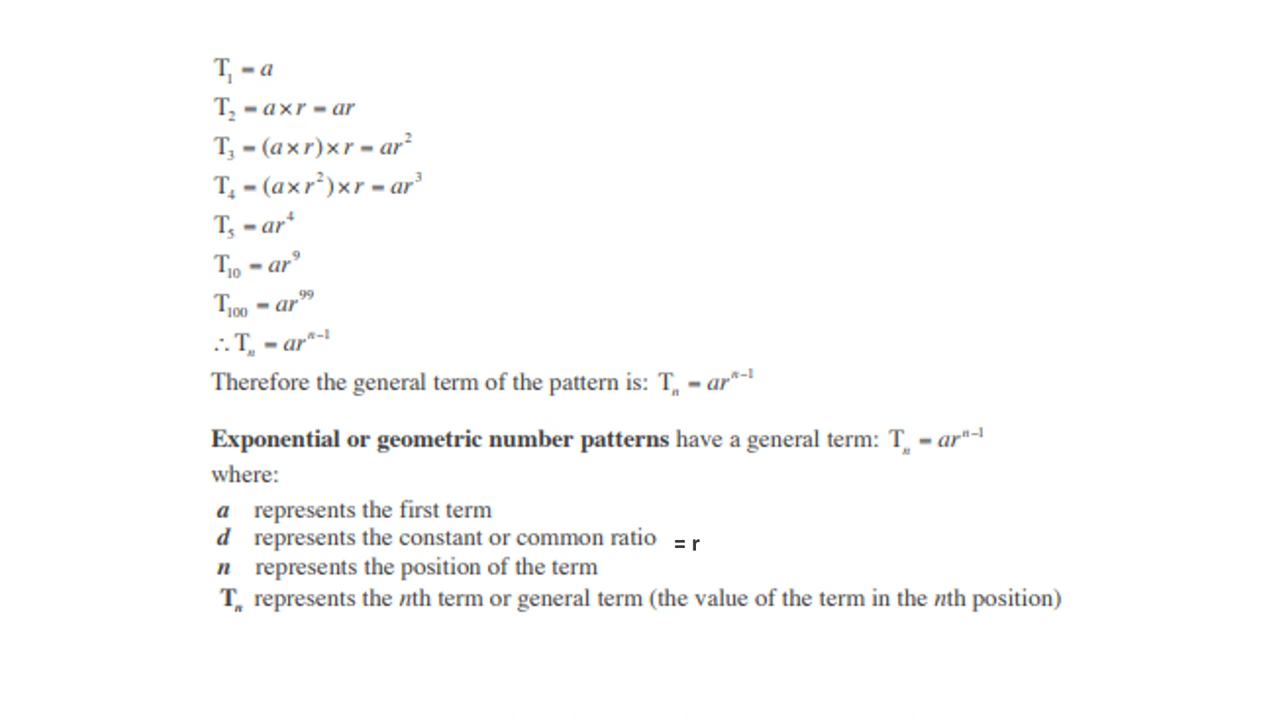 T₁ = a
T₂ = a × r = ar
T₃ = (a × r) × r = ar²
T₄ = (a × r²) × r = ar³
T₅ = ar⁴
T₁₀ = ar⁹
T₁₀₀ = ar⁹⁹
∴ Tₙ = arⁿ⁻¹
Therefore the general term of the pattern is: Tₙ = arⁿ⁻¹
Exponential or geometric number patterns have a general term: Tₙ = arⁿ⁻¹
where:
a represents the first term
d represents the constant or common ratio = r
n represents the position of the term
Tₙ represents the nth term or general term (the value of the term in the nth position)